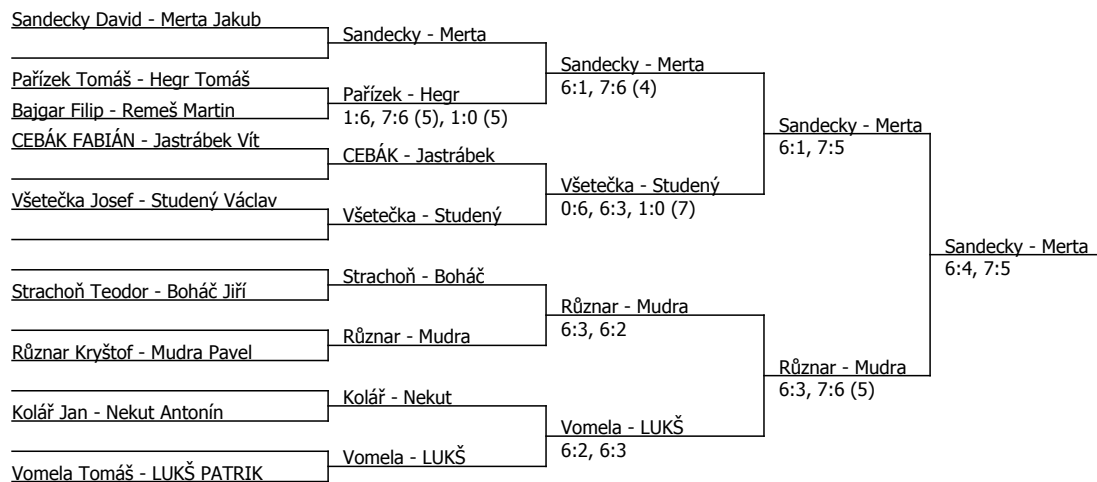 Sandecky David - Merta Jakub
Pařízek Tomáš - Hegr Tomáš
Bajgar Filip - Remeš Martin
CEBÁK FABIÁN - Jastrábek Vít
Všetečka Josef - Studený Václav
Strachoň Teodor - Boháč Jiří
Různar Kryštof - Mudra Pavel
Kolář Jan - Nekut Antonín
Vomela Tomáš - LUKŠ PATRIK
Sandecky - Merta
Pařízek - Hegr
1:6, 7:6 (5), 1:0 (5)
CEBÁK - Jastrábek
Všetečka - Studený
Strachoň - Boháč
Různar - Mudra
Kolář - Nekut
Vomela - LUKŠ
Sandecky - Merta
6:1, 7:6 (4)
Všetečka - Studený
0:6, 6:3, 1:0 (7)
Různar - Mudra
6:3, 6:2
Vomela - LUKŠ
6:2, 6:3
Sandecky - Merta
6:1, 7:5
Různar - Mudra
6:3, 7:6 (5)
Sandecky - Merta
6:4, 7:5